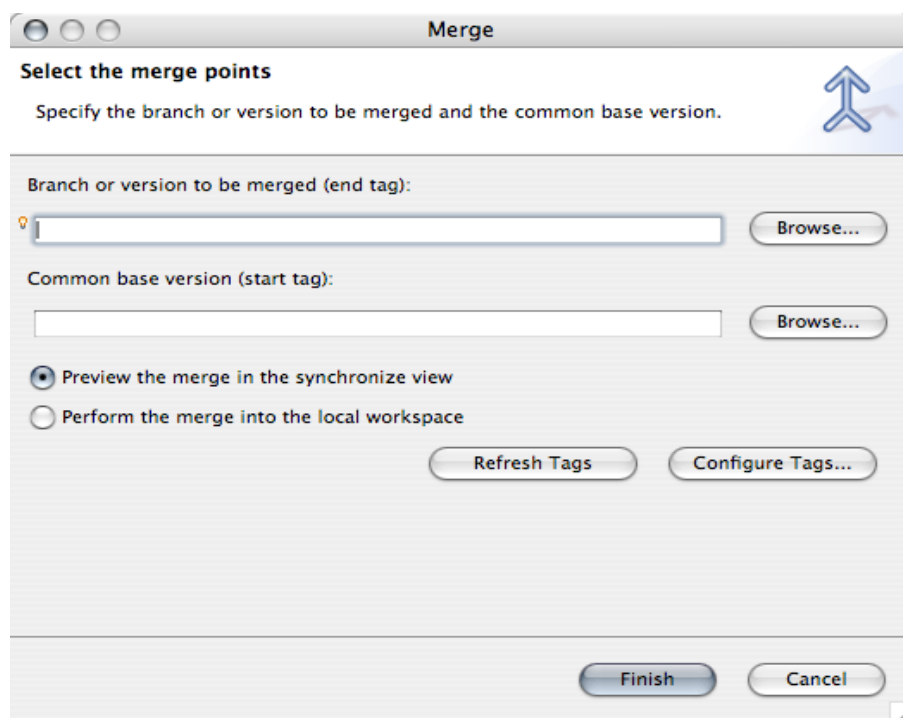 Merge
Select the merge points
Specify the branch or version to be merged and the common base version.
Branch or version to be merged (end tag):
Browse...
Common base version (start tag):
Browse...
Preview the merge in the synchronize view
Perform the merge into the local workspace
Refresh Tags
Configure Tags...
Finish
Cancel